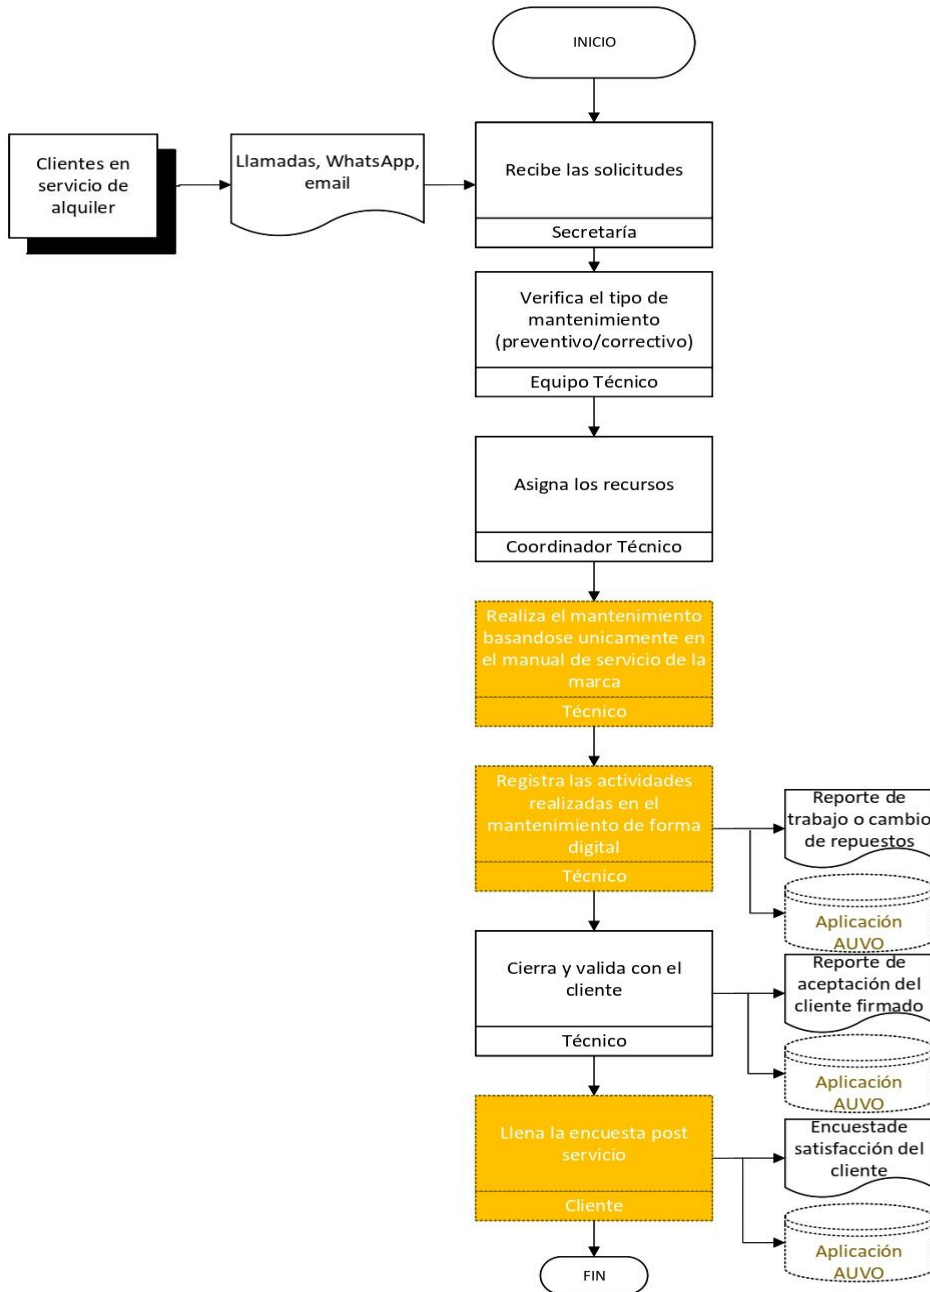 INICIO
Clientes en
servicio de
alquiler
Llamadas, WhatsApp,
email
Recibe las solicitudes
Secretaría
Verifica el tipo de
mantenimiento
(preventivo/correctivo)
Equipo Técnico
Asigna los recursos
Coordinador Técnico
Realiza el mantenimiento
basandose unicamente en
el manual de servicio de la
marca
Técnico
Registra las actividades
realizadas en el
mantenimiento de forma
digital
Técnico
Reporte de
trabajo o cambio
de repuestos
Aplicación
AUVO
Cierra y valida con el
cliente
Técnico
Reporte de
aceptación del
cliente firmado
Aplicación
AUVO
Llena la encuesta post
servicio
Cliente
Encuestade
satisfacción del
cliente
Aplicación
AUVO
FIN